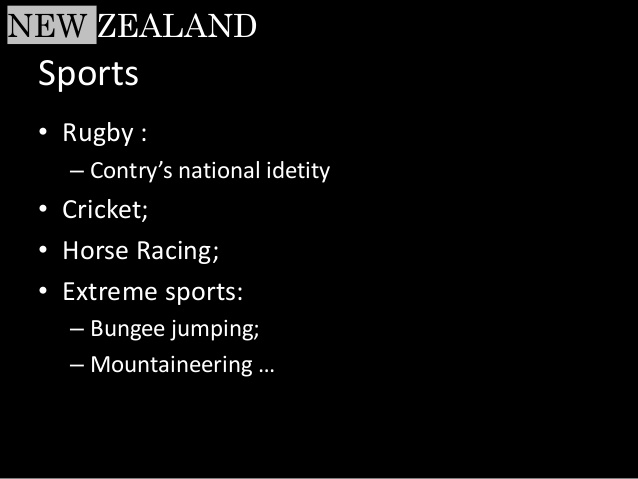 NEW ZEALAND
Sports
• Rugby :
– Contry’s national idetity
• Cricket;
• Horse Racing;
• Extreme sports:
– Bungee jumping;
– Mountaineering …